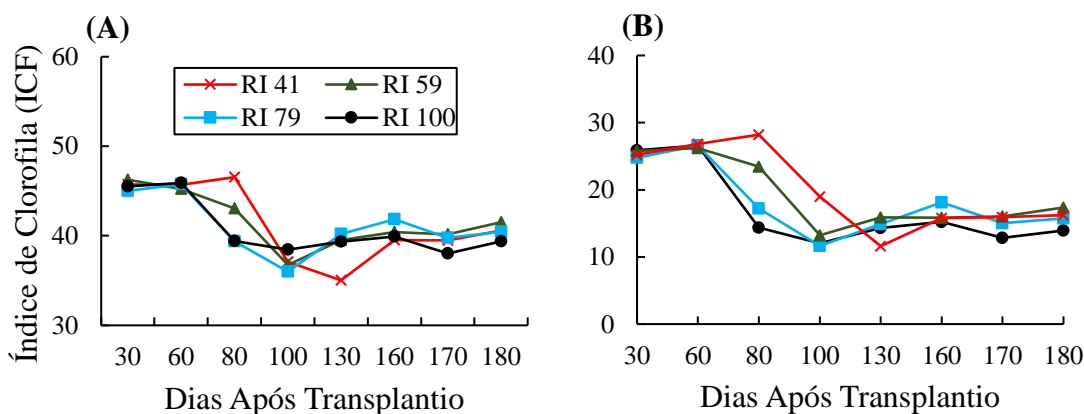 (A)
Índice de Clorofila (ICF)
60
50
40
30
RI 41 RI 59
RI 79 RI 100
30 60 80 100 130 160 170 180
Dias Após Transplantio
(B)
40
30
20
10
0
30 60 80 100 130 160 170 180
Dias Após Transplantio